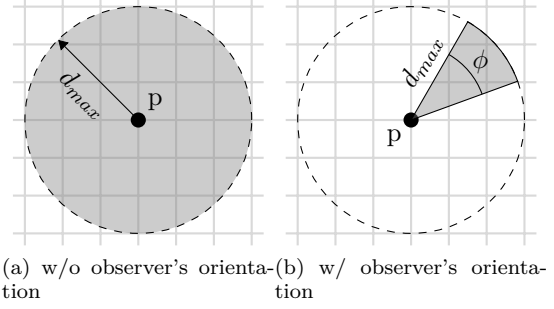 p
d_max
d_max
ϕ
p
(a) w/o observer's orienta-
tion
(b) w/ observer's orienta-
tion